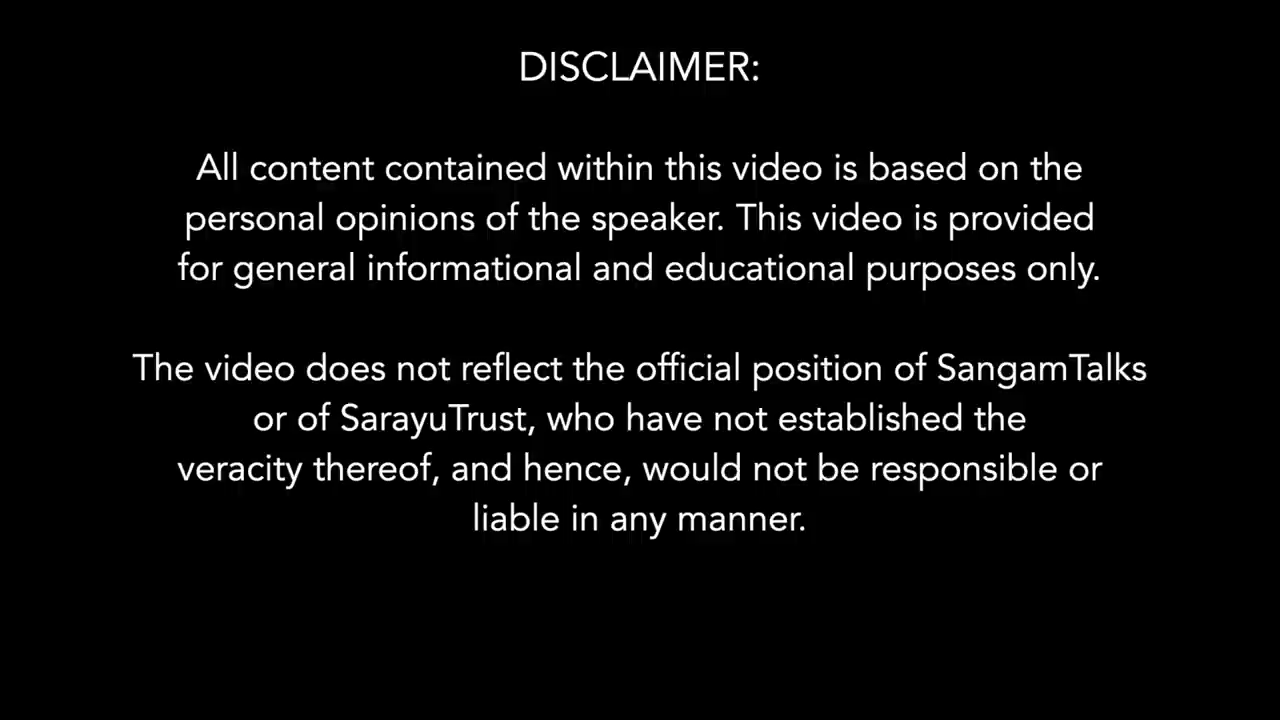 DISCLAIMER:
All content contained within this video is based on the
personal opinions of the speaker. This video is provided
for general informational and educational purposes only.
The video does not reflect the official position of SangamTalks
or of SarayuTrust, who have not established the
veracity thereof, and hence, would not be responsible or
liable in any manner.